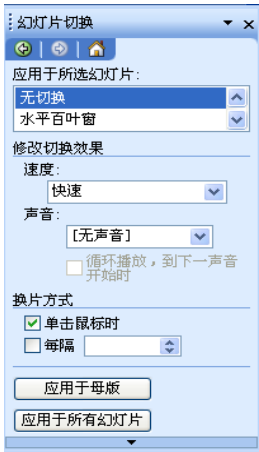 幻灯片切换
应用于所选幻灯片:
无切换
水平百叶窗
修改切换效果
速度:
快速
声音:
[无声音]
循环播放，到下一声音
开始时
换片方式
单击鼠标时
每隔
应用于母版
应用于所有幻灯片